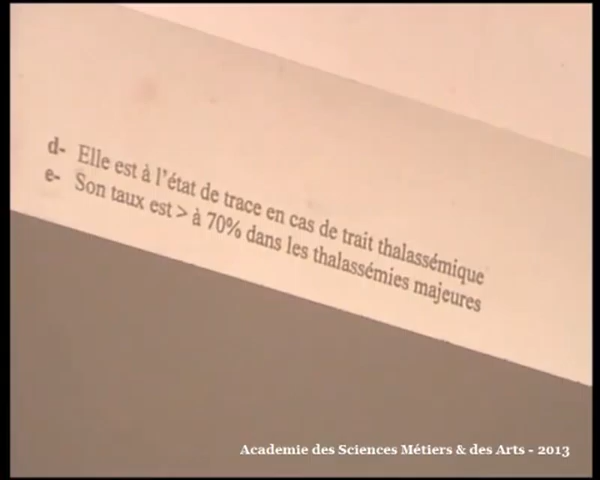 d- Elle est à l'état de trace en cas de trait thalassémique
e- Son taux est > à 70% dans les thalassémies majeures
Academie des Sciences Métiers & des Arts - 2013